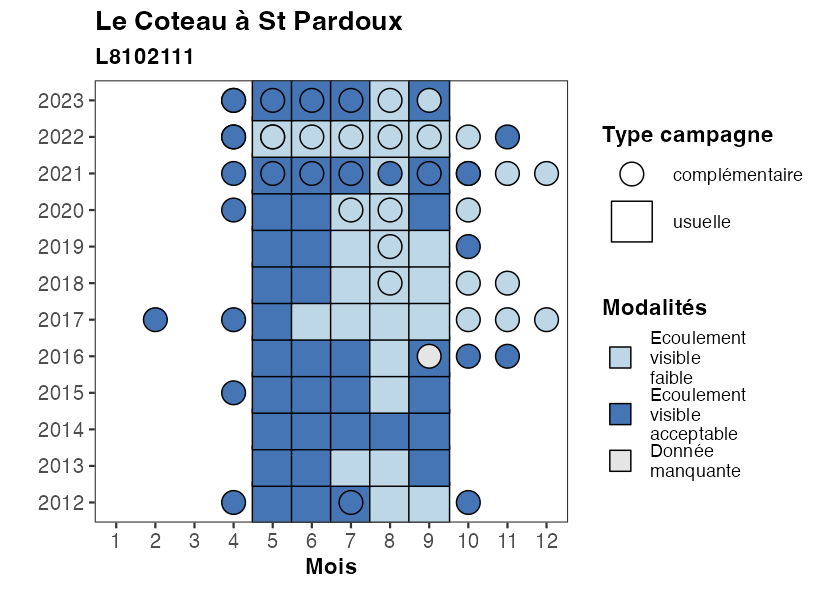 Le Coteau à St Pardoux
L8102111
2023
2022
2021
2020
2019
2018
2017
2016
2015
2014
2013
2012
1 2 3 4 5 6 7 8 9 10 11 12
Mois
Type campagne
complémentaire
usuelle
Modalités
Ecoulement
visible
faible
Ecoulement
visible
acceptable
Donnée
manquante